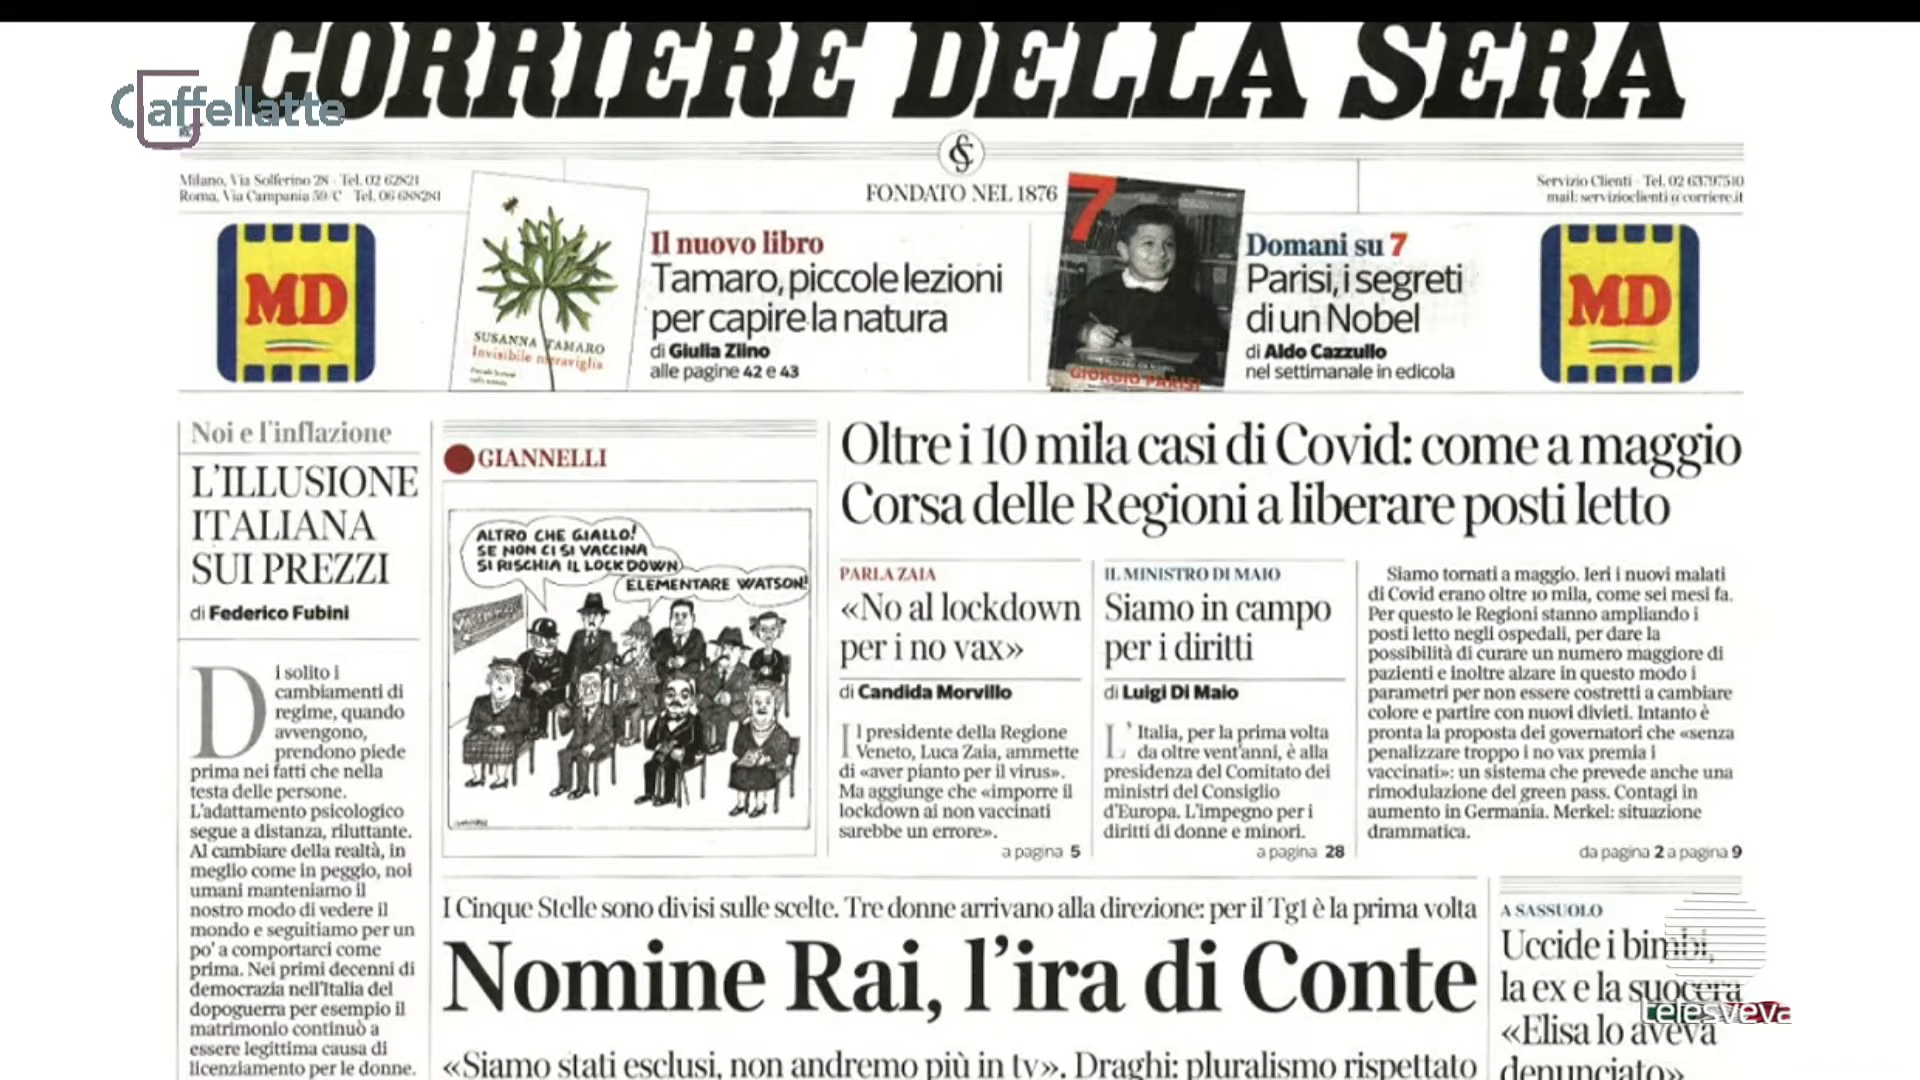 CORRIERE DELLA SERA
Caffellatte
Milano, Via Solferino 28 - Tel. 02 62821
Roma, Via Campania 59/C - Tel. 06 688281
FONDATO NEL 1876
Servizio Clienti - Tel. 02 63797510
mail: servizioclienti@corriere.it
MD
SUSANNA TAMARO
Invisibile meraviglia
Il nuovo libro
Tamaro, piccole lezioni
per capire la natura
di Giulia Ziino
alle pagine 42 e 43
7
GIORGIO PARISI
Domani su 7
Parisi, i segreti
di un Nobel
di Aldo Cazzullo
nel settimanale in edicola
MD
Noi e l'inflazione
L'ILLUSIONE
ITALIANA
SUI PREZZI
di Federico Fubini
Di solito i
cambiamenti di
regime, quando
avvengono,
prendono piede
prima nei fatti che nella
testa delle persone.
L'adattamento psicologico
segue a distanza, riluttante.
Al cambiare della realtà, in
meglio come in peggio, noi
umani manteniamo il
nostro modo di vedere il
mondo e seguitiamo per un
po' a comportarci come
prima. Nei primi decenni di
democrazia nell'Italia del
dopoguerra per esempio il
matrimonio continuò a
essere legittima causa di
licenziamento per le donne.
GIANNELLI
ALTRO CHE GIALLO!
SE NON CI SI VACCINA
SI RISCHIA IL LOCKDOWN
ELEMENTARE WATSON!
Oltre i 10 mila casi di Covid: come a maggio
Corsa delle Regioni a liberare posti letto
PARLA ZAIA
«No al lockdown
per i no vax»
di Candida Morvillo
Il presidente della Regione
Veneto, Luca Zaia, ammette
di «aver pianto per il virus».
Ma aggiunge che «imporre il
lockdown ai non vaccinati
sarebbe un errore».
a pagina 5
IL MINISTRO DI MAIO
Siamo in campo
per i diritti
di Luigi Di Maio
L'Italia, per la prima volta
da oltre vent'anni, è alla
presidenza del Comitato dei
ministri del Consiglio
d'Europa. L'impegno per i
diritti di donne e minori.
a pagina 28
Siamo tornati a maggio. Ieri i nuovi malati
di Covid erano oltre 10 mila, come sei mesi fa.
Per questo le Regioni stanno ampliando i
posti letto negli ospedali, per dare la
possibilità di curare un numero maggiore di
pazienti e inoltre alzare in questo modo i
parametri per non essere costretti a cambiare
colore e partire con nuovi divieti. Intanto è
pronta la proposta dei governatori che «senza
penalizzare troppo i no vax premia i
vaccinati»: un sistema che prevede anche una
rimodulazione del green pass. Contagi in
aumento in Germania. Merkel: situazione
drammatica.
da pagina 2 a pagina 9
I Cinque Stelle sono divisi sulle scelte. Tre donne arrivano alla direzione: per il Tg1 è la prima volta
Nomine Rai, l'ira di Conte
«Siamo stati esclusi, non andremo più in tv». Draghi: pluralismo rispettato
A SASSUOLO
Uccide i bimbi,
la ex e la suocera
«Elisa lo aveva
denunciato»
telesveva